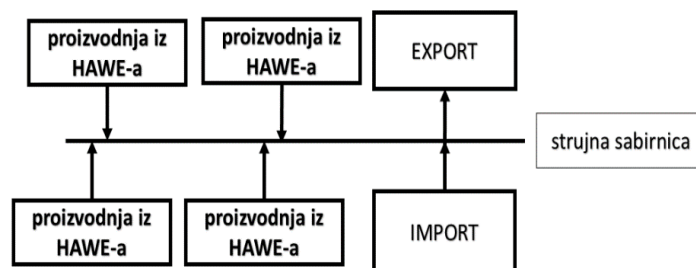 proizvodnja iz
HAWE-a
proizvodnja iz
HAWE-a
EXPORT
strujna sabirnica
proizvodnja iz
HAWE-a
proizvodnja iz
HAWE-a
IMPORT